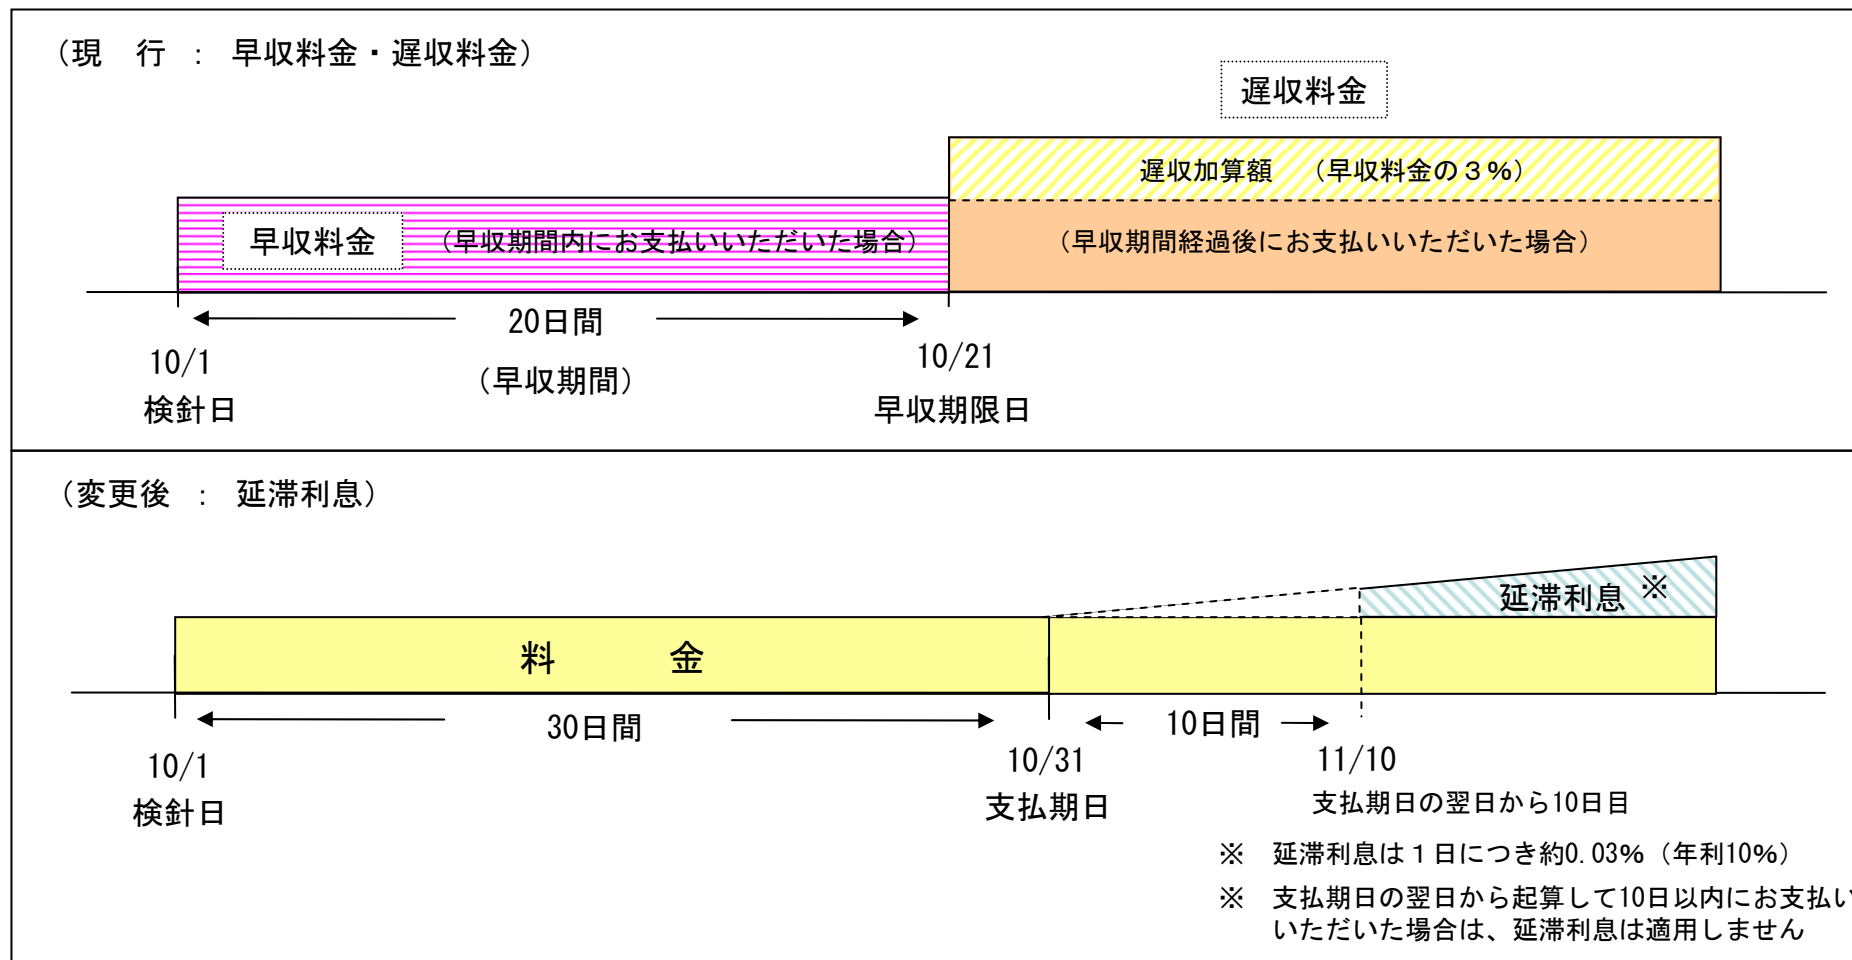 （現　行　：　早収料金・遅収料金）
遅収料金
遅収加算額　（早収料金の３%）
早収料金　（早収期間内にお支払いいただいた場合）
（早収期間経過後にお支払いいただいた場合）
20日間
（早収期間）
10/1
検針日
10/21
早収期限日
（変更後　：　延滞利息）
延滞利息 ※
料　　　金
30日間
10日間
10/1
検針日
10/31
支払期日
11/10
支払期日の翌日から10日目
※　延滞利息は１日につき約0.03%（年利10%）
※　支払期日の翌日から起算して10日以内にお支払い
いただいた場合は、延滞利息は適用しません